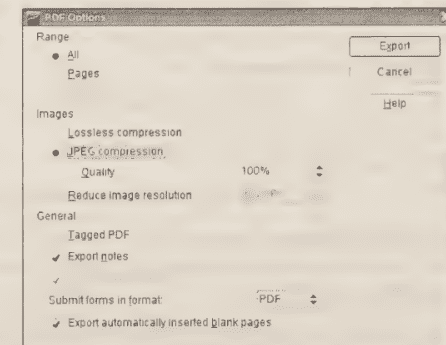 PDF Options
Range
All
Export
Pages
Cancel
Help
Images
Lossless compression
JPEG compression
Quality 100%
Reduce image resolution
General
Tagged PDF
Export notes
Submit forms in format: PDF
Export automatically inserted blank pages